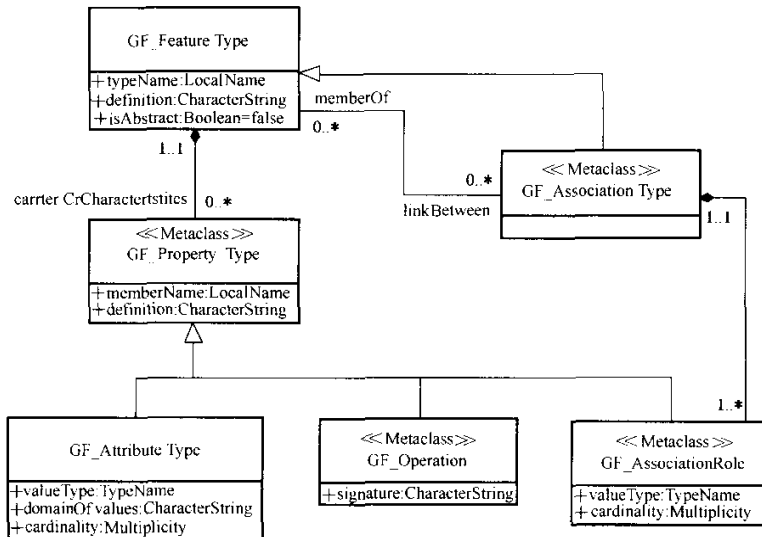 GF_Feature Type
+typeName:LocalName
+definition:CharacterString
+isAbstract:Boolean=false
memberOf
0..*
1..1
<<Metaclass>>
GF_Association Type
0..*
linkBetween
1..1
carrter CrCharactertstitcs
0..*
<<Metaclass>>
GF_Property Type
+memberName:LocalName
+definition:CharacterString
1..*
GF_Attribute Type
+valueType:TypeName
+domainOf values:CharacterString
+cardinality:Multiplicity
<<Metaclass>>
GF_Operation
+signature:CharacterString
<<Metaclass>>
GF_AssociationRole
+valueType:TypeName
+cardinality:Multiplicity